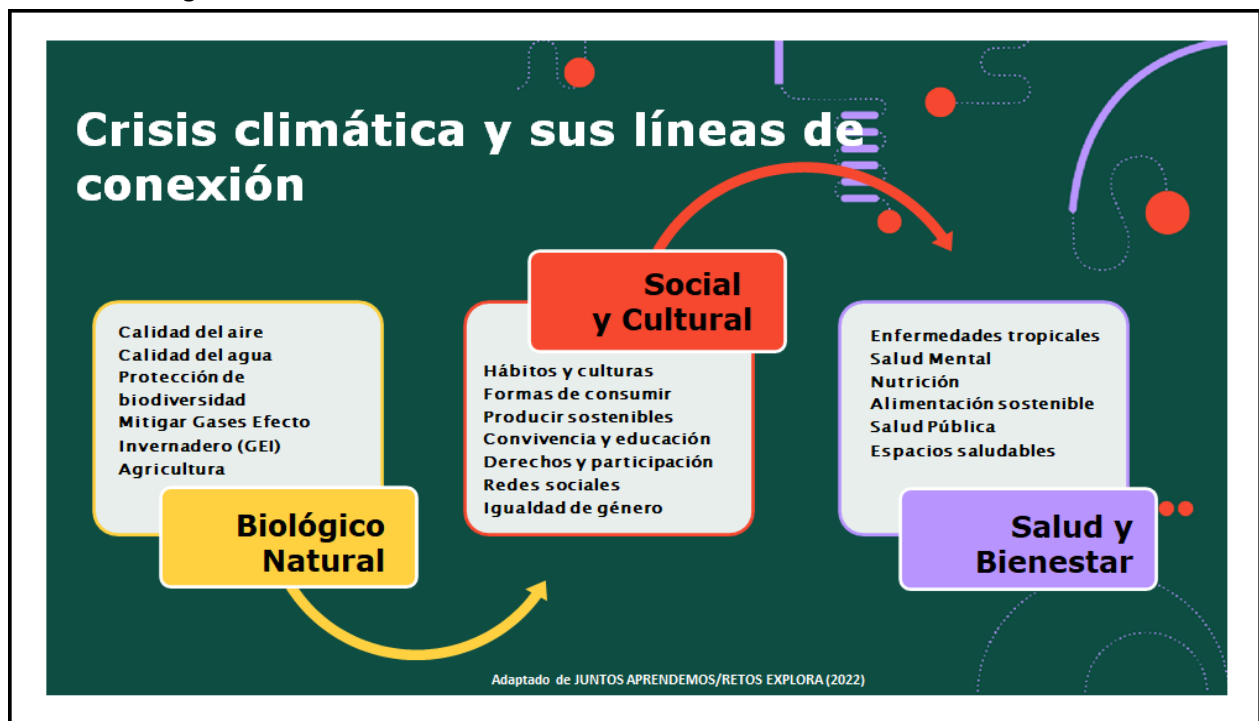 Crisis climática y sus líneas de
conexión
Calidad del aire
Calidad del agua
Protección de
biodiversidad
Mitigar Gases Efecto
Invernadero (GEI)
Agricultura
Biológico
Natural
Social
y Cultural
Hábitos y culturas
Formas de consumir
Producir sostenibles
Convivencia y educación
Derechos y participación
Redes sociales
Igualdad de género
Enfermedades tropicales
Salud Mental
Nutrición
Alimentación sostenible
Salud Pública
Espacios saludables
Salud y
Bienestar
Adaptado de JUNTOS APRENDEMOS/RETOS EXPLORA (2022)